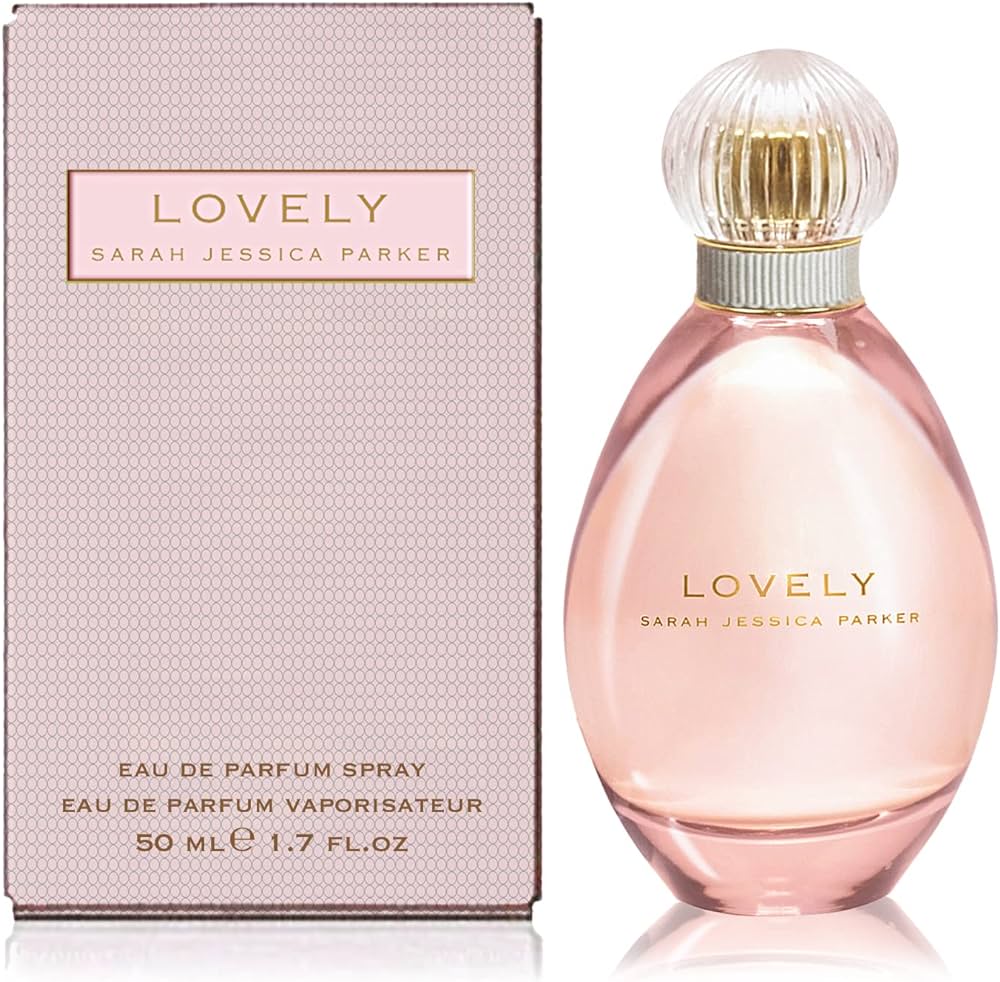 LOVELY
SARAH JESSICA PARKER
EAU DE PARFUM SPRAY
EAU DE PARFUM VAPORISATEUR
50 ML℮ 1.7 FL.OZ
LOVELY
SARAH JESSICA PARKER